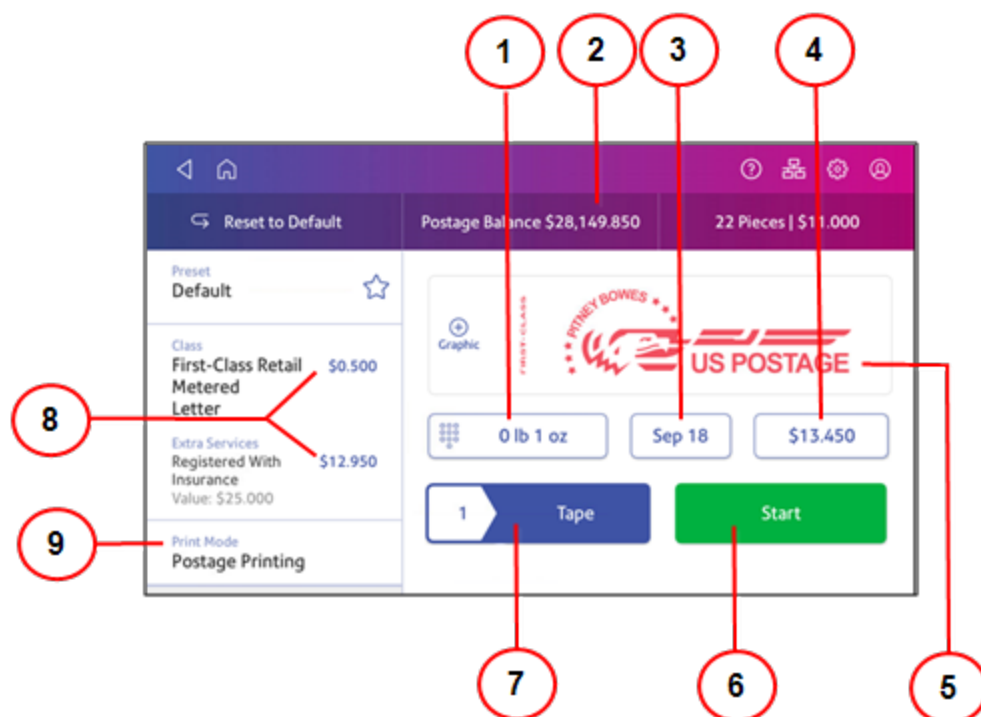 1
2
3
4
Reset to Default
Postage Balance $28,149.850
22 Pieces | $11.000
Preset
Default
Graphic
FIRST-CLASS
PITNEY BOWES
US POSTAGE
5
Class
First-Class Retail $0.500
Metered
Letter
8
Extra Services
Registered With $12.950
Insurance
Value: $25.000
0 lb 1 oz
Sep 18
$13.450
1
Tape
Start
9
Print Mode
Postage Printing
7
6